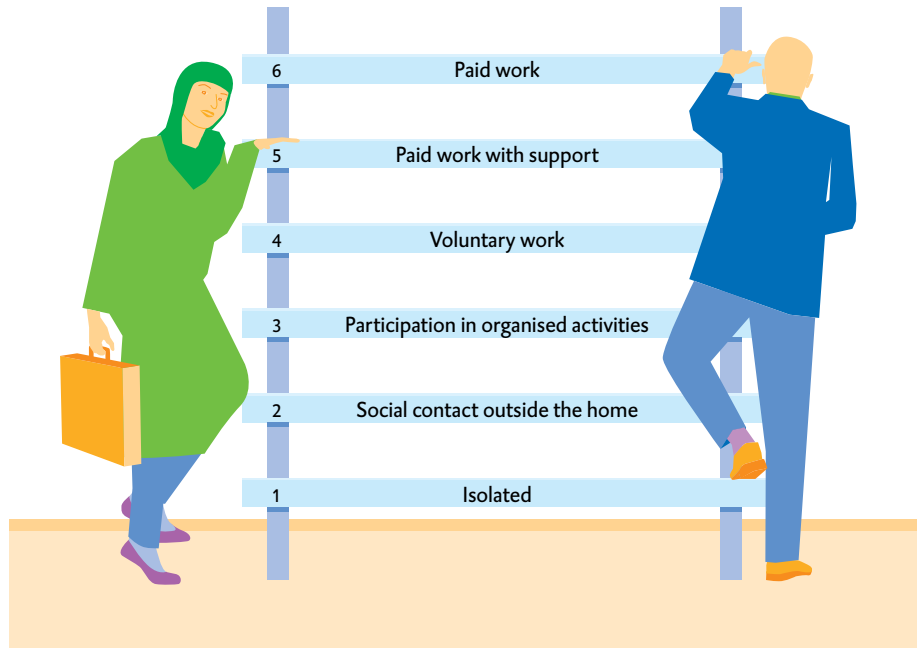 6 Paid work
5 Paid work with support
4 Voluntary work
3 Participation in organised activities
2 Social contact outside the home
1 Isolated